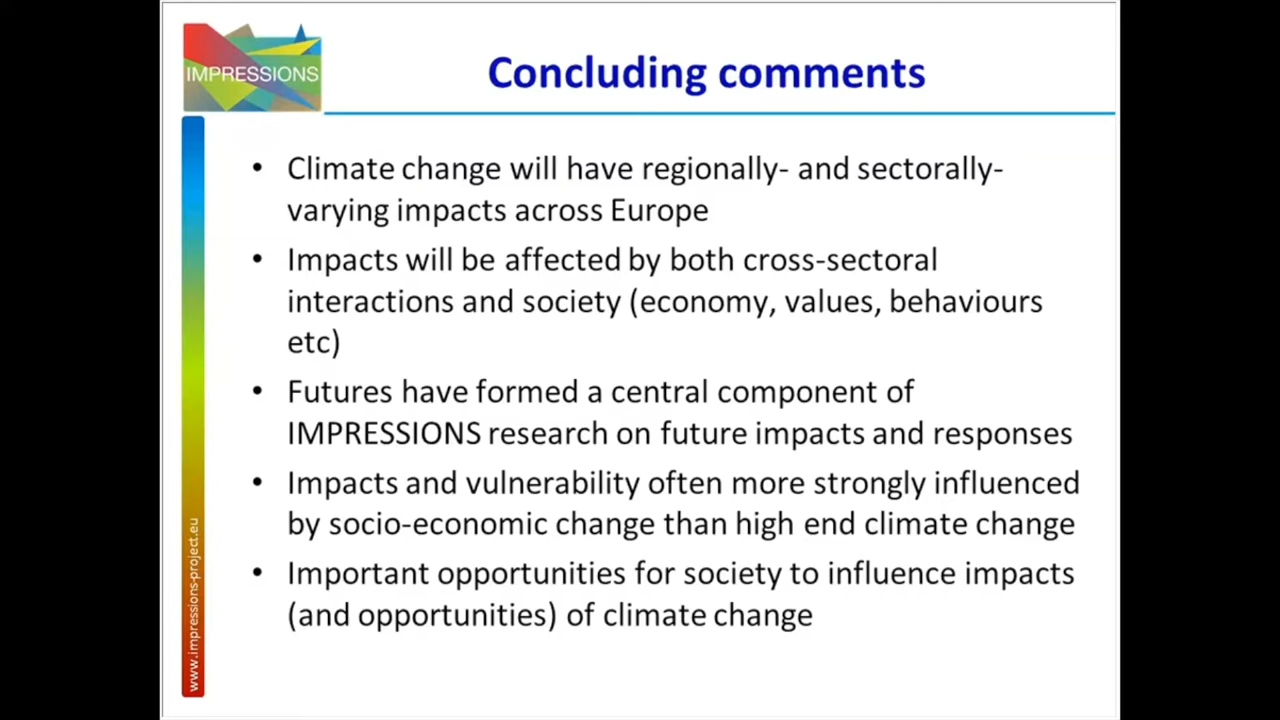 IMPRESSIONS
Concluding comments
• Climate change will have regionally- and sectorally-
varying impacts across Europe
• Impacts will be affected by both cross-sectoral
interactions and society (economy, values, behaviours
etc)
• Futures have formed a central component of
IMPRESSIONS research on future impacts and responses
• Impacts and vulnerability often more strongly influenced
by socio-economic change than high end climate change
• Important opportunities for society to influence impacts
(and opportunities) of climate change
www.impressions-project.eu